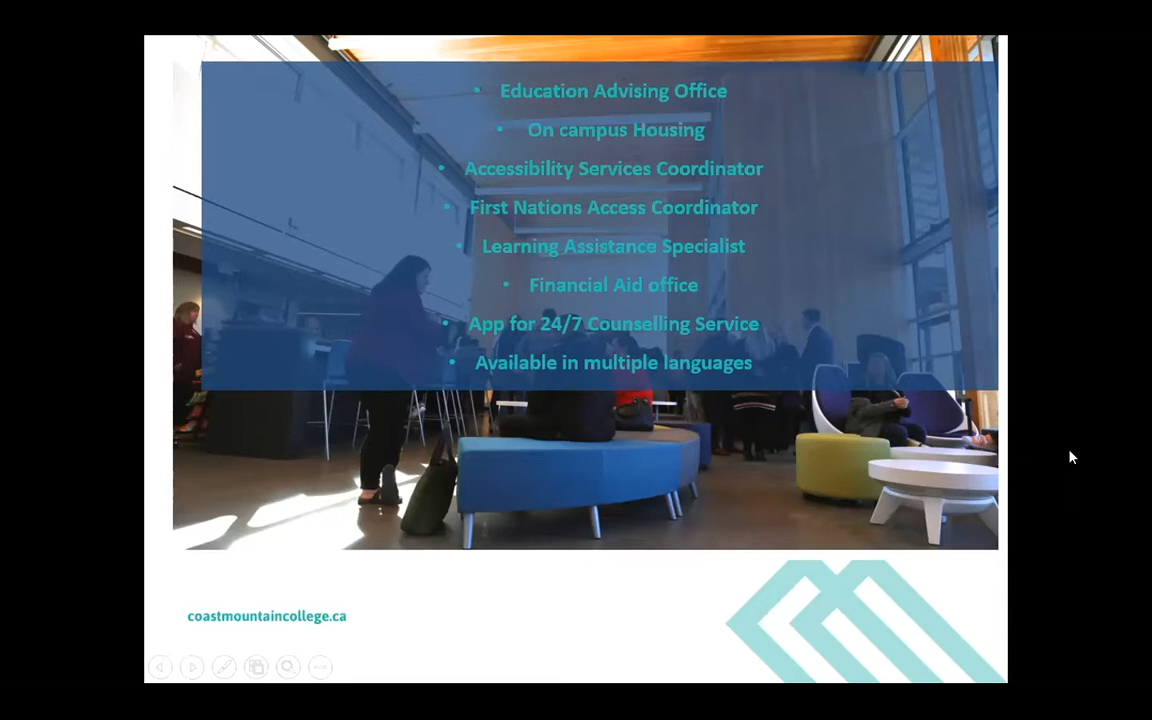 • Education Advising Office
• On campus Housing
• Accessibility Services Coordinator
• First Nations Access Coordinator
• Learning Assistance Specialist
• Financial Aid office
• App for 24/7 Counselling Service
• Available in multiple languages
coastmountaincollege.ca